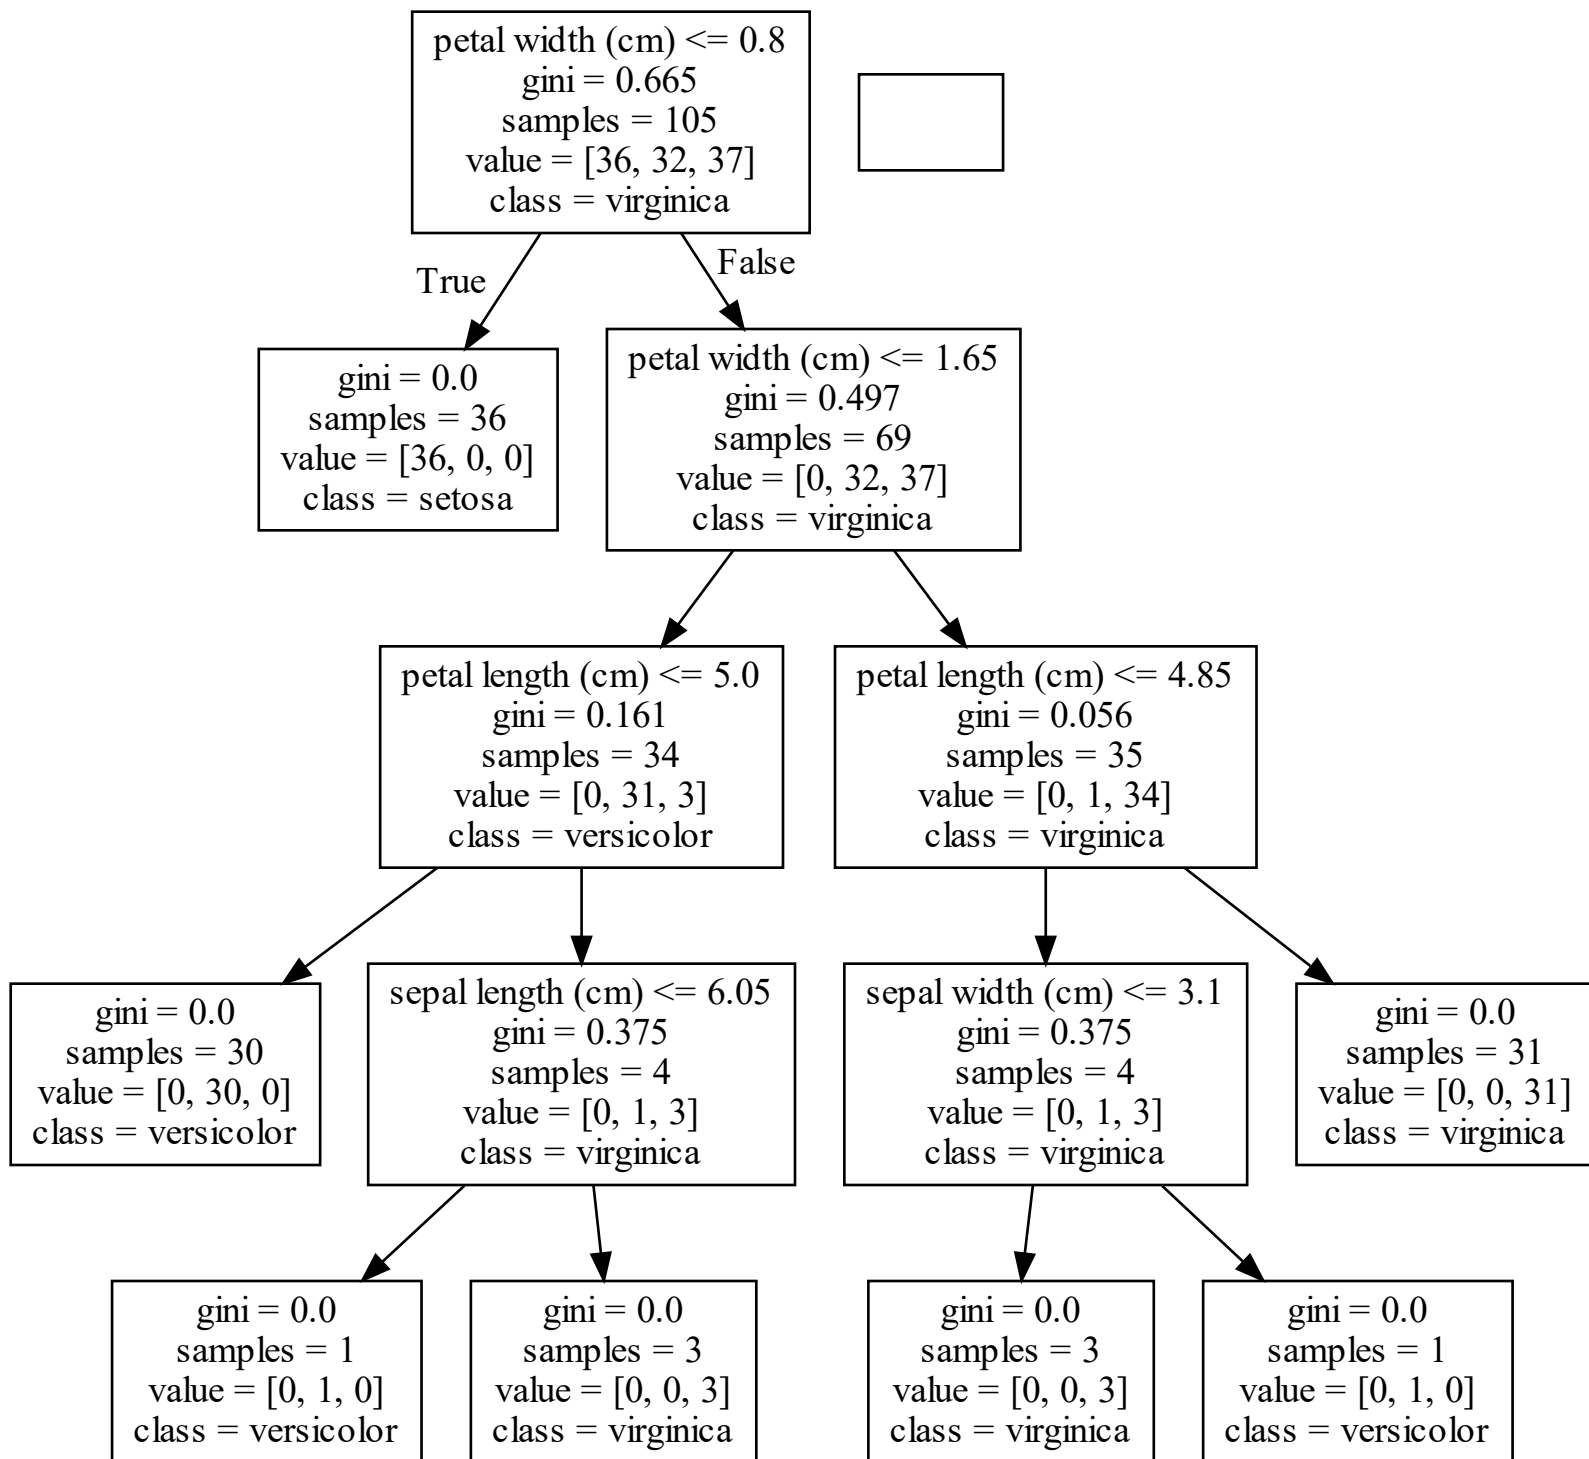 petal width (cm) <= 0.8
gini = 0.665
samples = 105
value = [36, 32, 37]
class = virginica
True
False
gini = 0.0
samples = 36
value = [36, 0, 0]
class = setosa
petal width (cm) <= 1.65
gini = 0.497
samples = 69
value = [0, 32, 37]
class = virginica
petal length (cm) <= 5.0
gini = 0.161
samples = 34
value = [0, 31, 3]
class = versicolor
petal length (cm) <= 4.85
gini = 0.056
samples = 35
value = [0, 1, 34]
class = virginica
gini = 0.0
samples = 30
value = [0, 30, 0]
class = versicolor
sepal length (cm) <= 6.05
gini = 0.375
samples = 4
value = [0, 1, 3]
class = virginica
sepal width (cm) <= 3.1
gini = 0.375
samples = 4
value = [0, 1, 3]
class = virginica
gini = 0.0
samples = 31
value = [0, 0, 31]
class = virginica
gini = 0.0
samples = 1
value = [0, 1, 0]
class = versicolor
gini = 0.0
samples = 3
value = [0, 0, 3]
class = virginica
gini = 0.0
samples = 3
value = [0, 0, 3]
class = virginica
gini = 0.0
samples = 1
value = [0, 1, 0]
class = versicolor